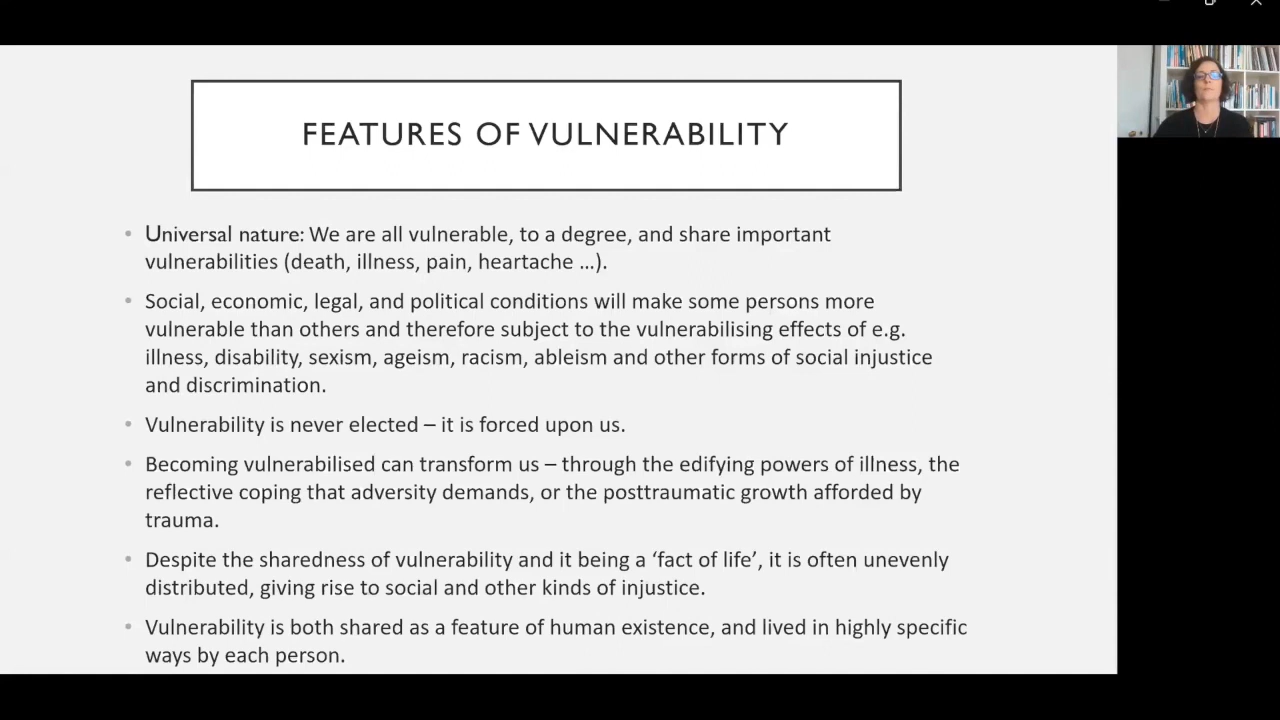 FEATURES OF VULNERABILITY
• Universal nature: We are all vulnerable, to a degree, and share important
vulnerabilities (death, illness, pain, heartache …).
• Social, economic, legal, and political conditions will make some persons more
vulnerable than others and therefore subject to the vulnerabilising effects of e.g.
illness, disability, sexism, ageism, racism, ableism and other forms of social injustice
and discrimination.
• Vulnerability is never elected – it is forced upon us.
• Becoming vulnerabilised can transform us – through the edifying powers of illness, the
reflective coping that adversity demands, or the posttraumatic growth afforded by
trauma.
• Despite the sharedness of vulnerability and it being a ‘fact of life’, it is often unevenly
distributed, giving rise to social and other kinds of injustice.
• Vulnerability is both shared as a feature of human existence, and lived in highly specific
ways by each person.